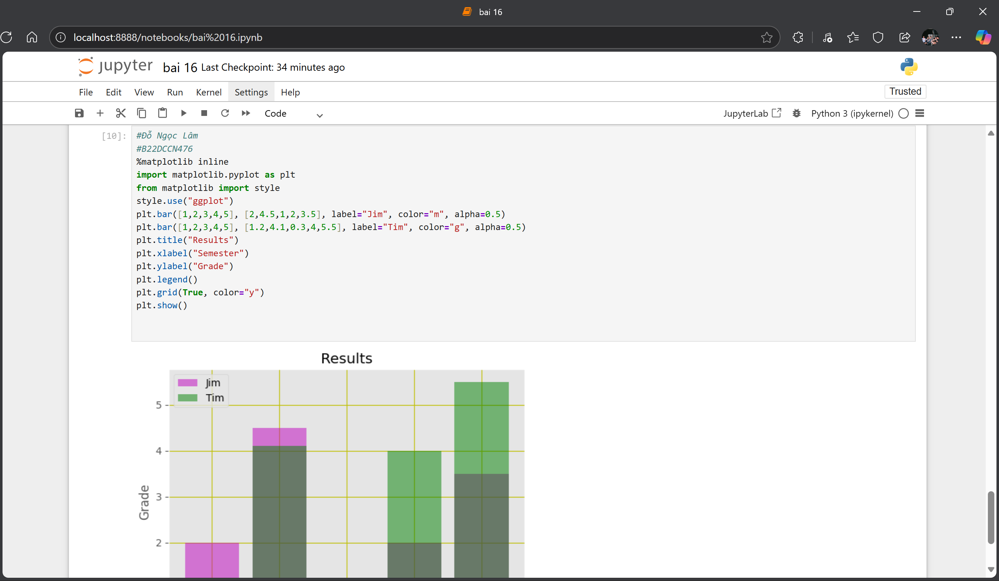 bai 16
localhost:8888/notebooks/bai%2016.ipynb
jupyter bai 16 Last Checkpoint: 34 minutes ago
File Edit View Run Kernel Settings Help Trusted
Code JupyterLab Python 3 (ipykernel)
[10]: #Đỗ Ngọc Lâm
#B22DCCN476
%matplotlib inline
import matplotlib.pyplot as plt
from matplotlib import style
style.use("ggplot")
plt.bar([1,2,3,4,5], [2,4.5,1,2,3.5], label="Jim", color="m", alpha=0.5)
plt.bar([1,2,3,4,5], [1.2,4.1,0.3,4,5.5], label="Tim", color="g", alpha=0.5)
plt.title("Results")
plt.xlabel("Semester")
plt.ylabel("Grade")
plt.legend()
plt.grid(True, color="y")
plt.show()
Results
Jim
Tim
5
4
3
2
Grade